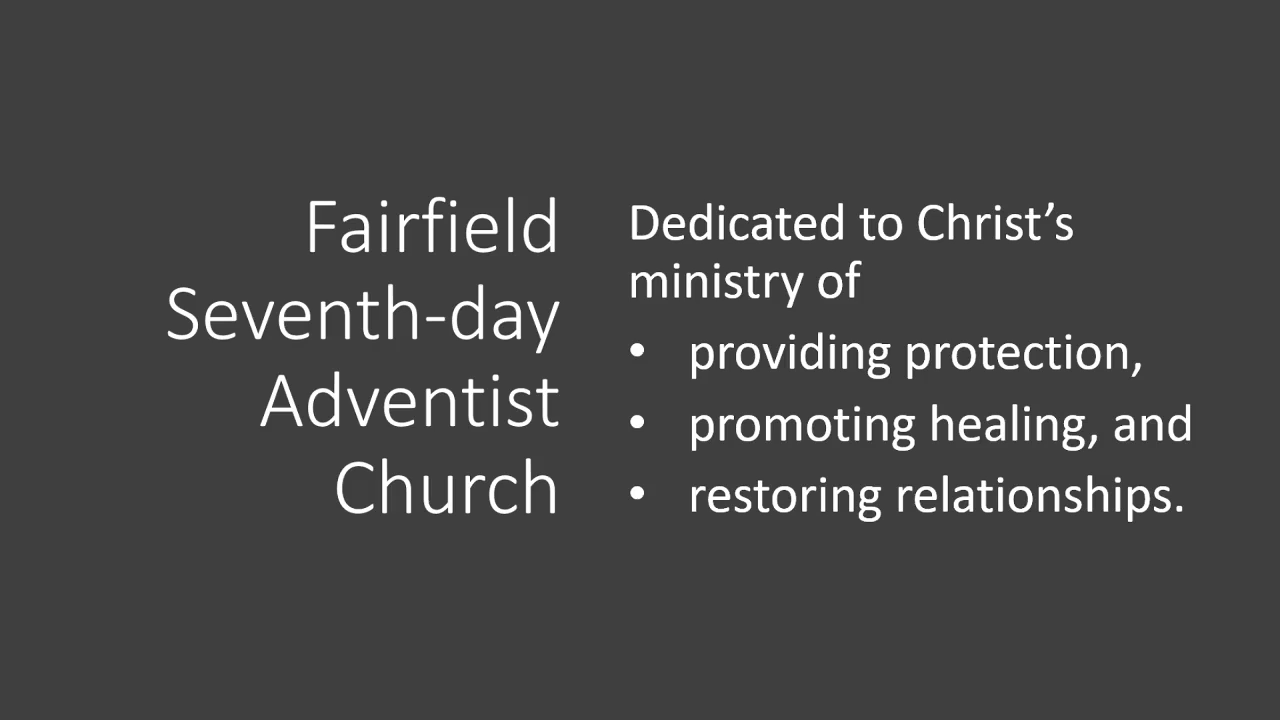 Fairfield
Seventh-day
Adventist
Church
Dedicated to Christ’s
ministry of
• providing protection,
• promoting healing, and
• restoring relationships.